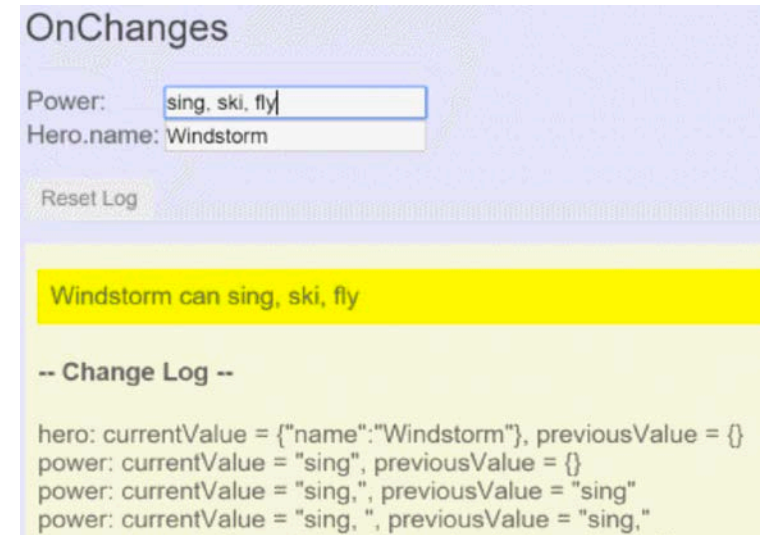 OnChanges
Power: sing, ski, fly
Hero.name: Windstorm
Reset Log
Windstorm can sing, ski, fly
-- Change Log --
hero: currentValue = {"name":"Windstorm"}, previousValue = {}
power: currentValue = "sing", previousValue = {}
power: currentValue = "sing,", previousValue = "sing"
power: currentValue = "sing, ", previousValue = "sing,"